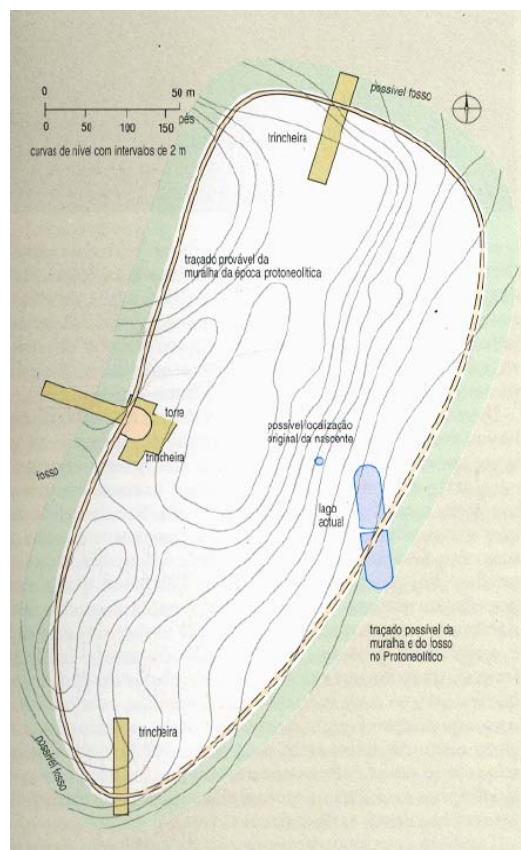 0 50 m
0 50 100 150 pés
curvas de nível com intervalos de 2 m
possível fosso
trincheira
traçado provável da
muralha da época protoneolítica
torre
trincheira
possível localização
original da nascente
fosso
lago
actual
traçado possível da
muralha e do fosso
no Protoneolítico
trincheira
possível fosso